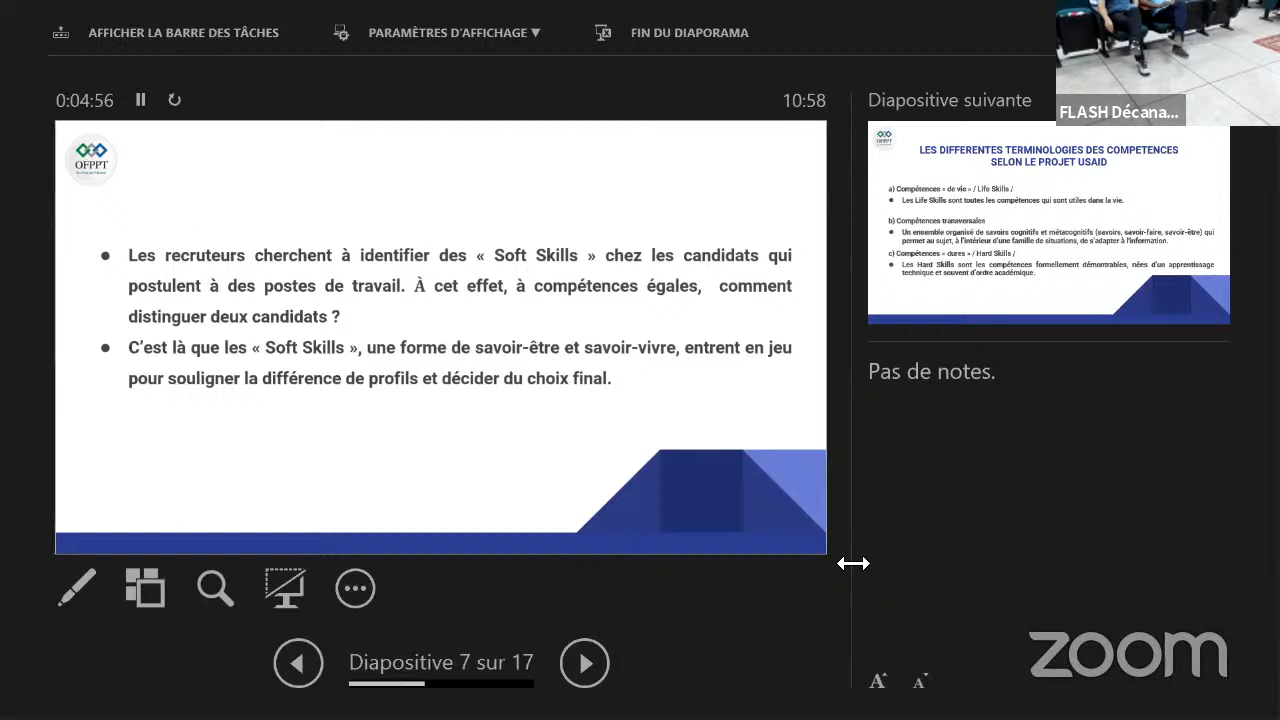 AFFICHER LA BARRE DES TÂCHES
PARAMÈTRES D'AFFICHAGE ▼
FIN DU DIAPORAMA
FLASH Décana...
0:04:56
10:58
Diapositive suivante
OFPPT
● Les recruteurs cherchent à identifier des « Soft Skills » chez les candidats qui
postulent à des postes de travail. À cet effet, à compétences égales, comment
distinguer deux candidats ?
● C'est là que les « Soft Skills », une forme de savoir-être et savoir-vivre, entrent en jeu
pour souligner la différence de profils et décider du choix final.
OFPPT
LES DIFFERENTES TERMINOLOGIES DES COMPETENCES
SELON LE PROJET USAID
a) Compétences « de vie » / Life Skills /
● Les Life Skills sont toutes les compétences qui sont utiles dans la vie.
b) Compétences transversales
● Un ensemble organisé de savoirs cognitifs et métacognitifs (savoirs, savoir-faire, savoir-être) qui
permet au sujet, à l'intérieur d'une famille de situations, de s'adapter à l'information.
c) Compétences « dures » / Hard Skills /
● Les Hard Skills sont les compétences formellement démontrables, nées d'un apprentissage
technique et souvent d'ordre académique.
Pas de notes.
Diapositive 7 sur 17
A A
zoom